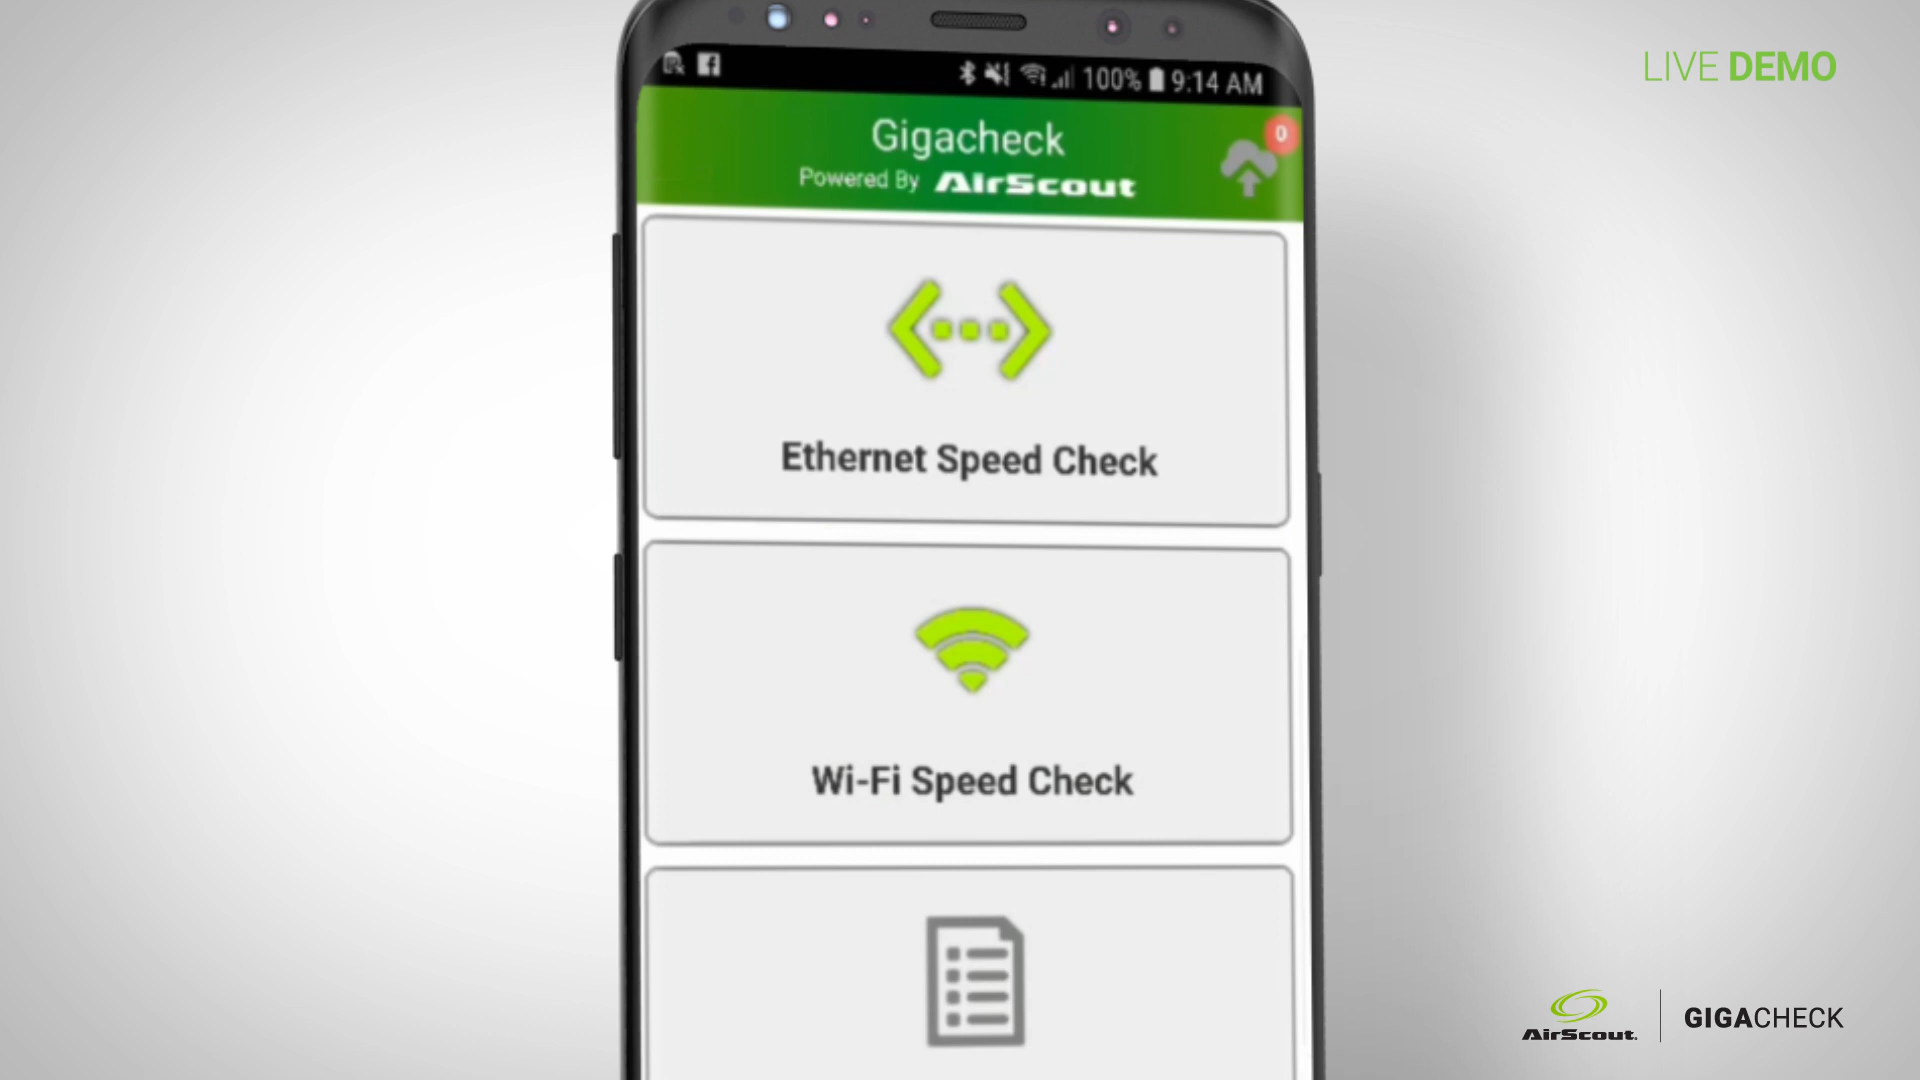 LIVE DEMO
100% 9:14 AM
Gigacheck
0
Powered By AirScout
Ethernet Speed Check
Wi-Fi Speed Check
AirScout.
GIGACHECK